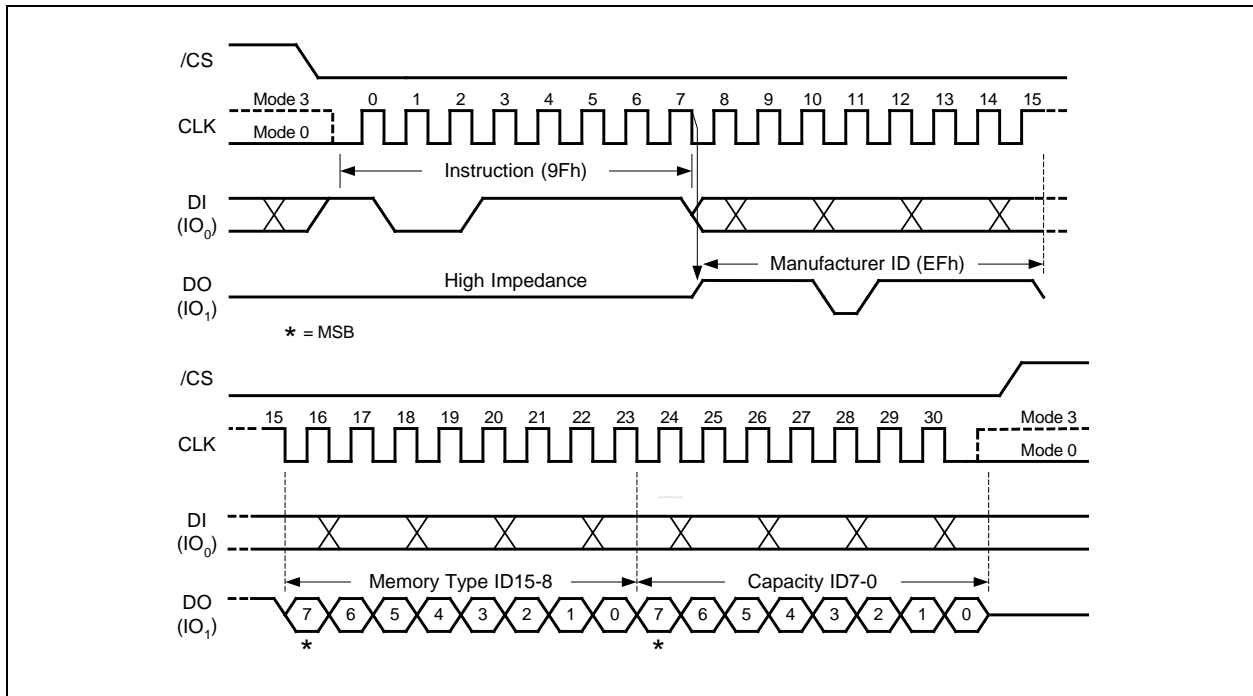 /CS
Mode 3 0 1 2 3 4 5 6 7 8 9 10 11 12 13 14 15
CLK
Mode 0
Instruction (9Fh)
DI
(IO0)
Manufacturer ID (EFh)
DO
(IO1)
High Impedance
* = MSB
/CS
15 16 17 18 19 20 21 22 23 24 25 26 27 28 29 30 Mode 3
CLK
Mode 0
DI
(IO0)
Memory Type ID15-8 Capacity ID7-0
DO
(IO1)
7 6 5 4 3 2 1 0 7 6 5 4 3 2 1 0
* *